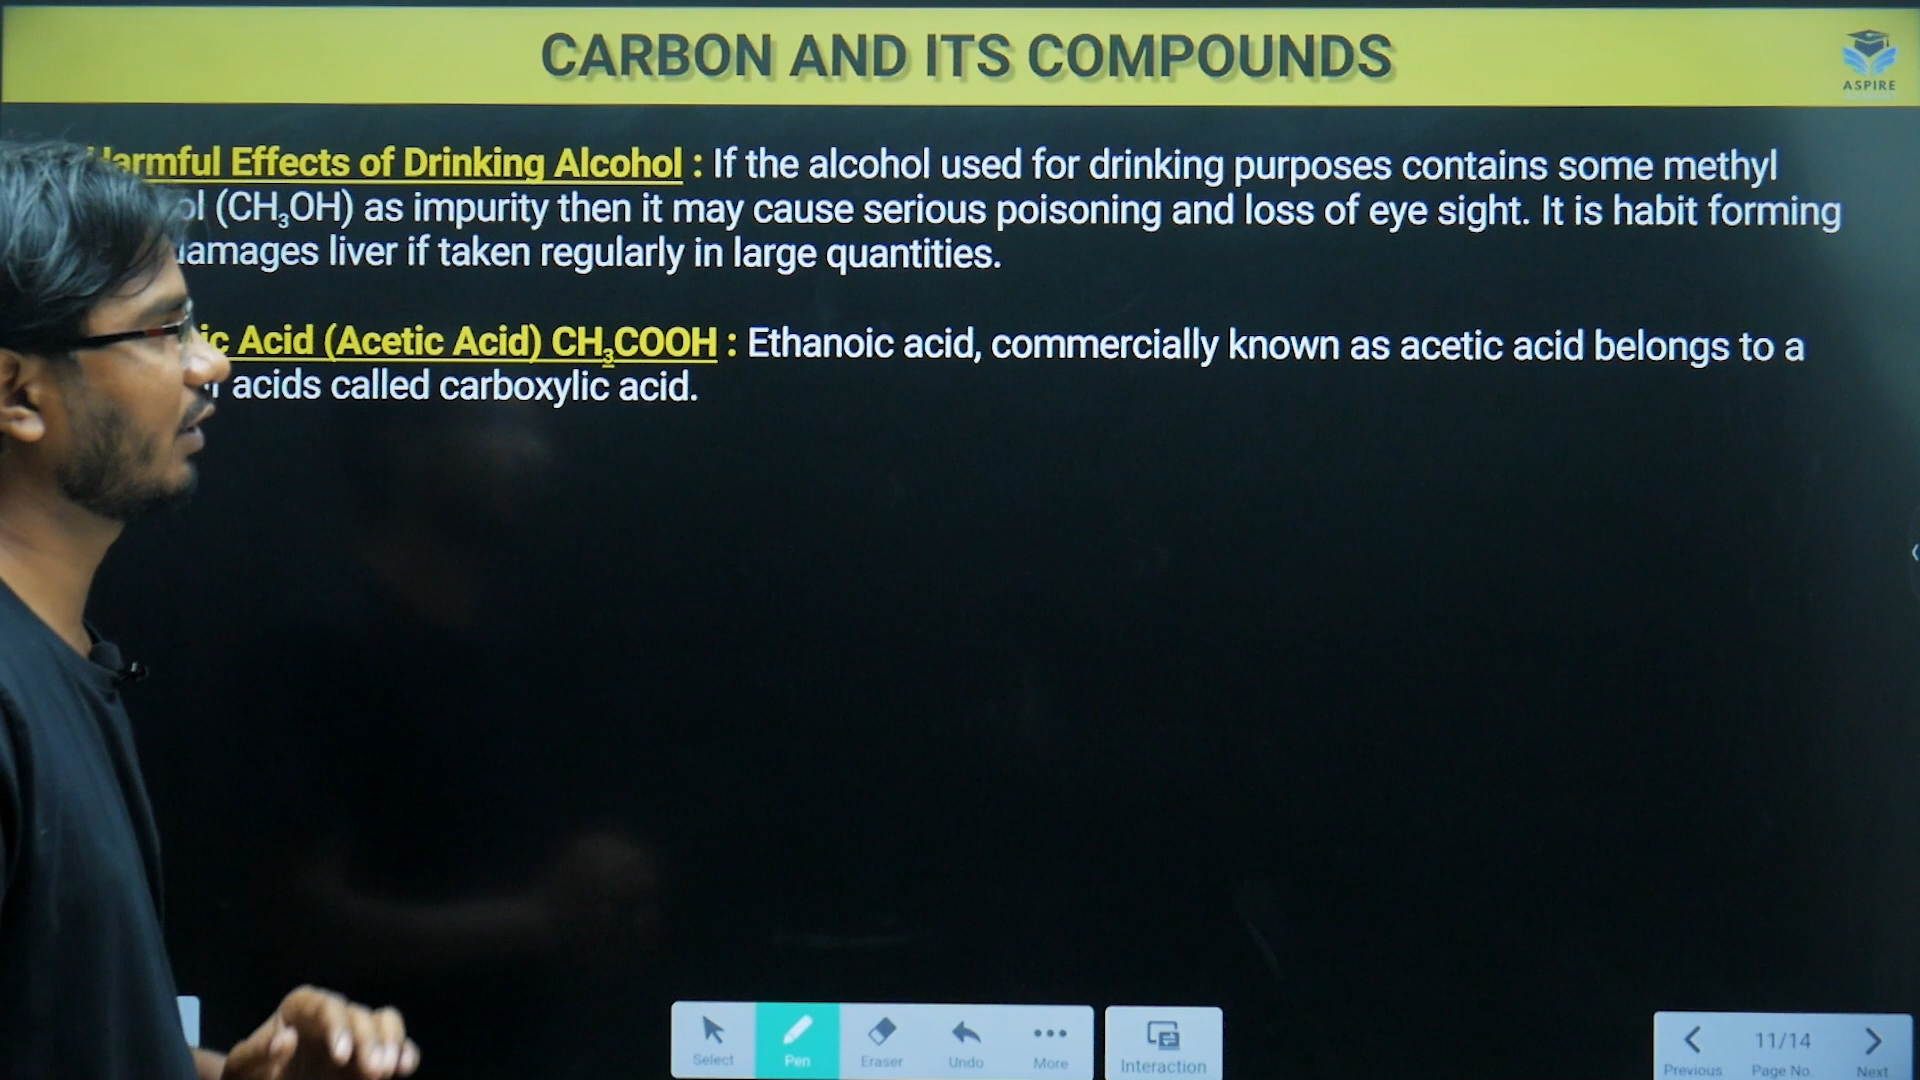 CARBON AND ITS COMPOUNDS
ASPIRE
Harmful Effects of Drinking Alcohol : If the alcohol used for drinking purposes contains some methyl
(CH₃OH) as impurity then it may cause serious poisoning and loss of eye sight. It is habit forming
damages liver if taken regularly in large quantities.
Acid (Acetic Acid) CH₃COOH : Ethanoic acid, commercially known as acetic acid belongs to a
acids called carboxylic acid.
Select Pen Eraser Undo More Interaction
11/14
Previous Page No. Next